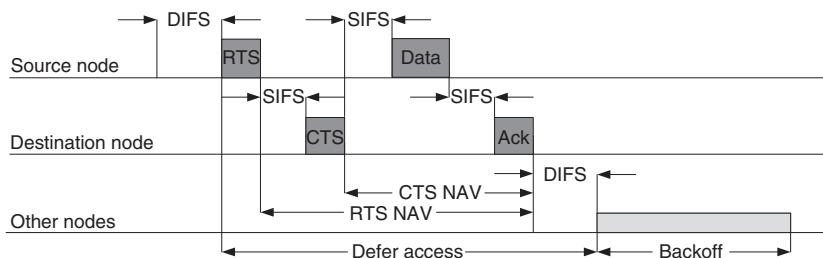 DIFS SIFS
Source node RTS Data
SIFS SIFS
Destination node CTS Ack
DIFS
CTS NAV
Other nodes RTS NAV
Defer access Backoff